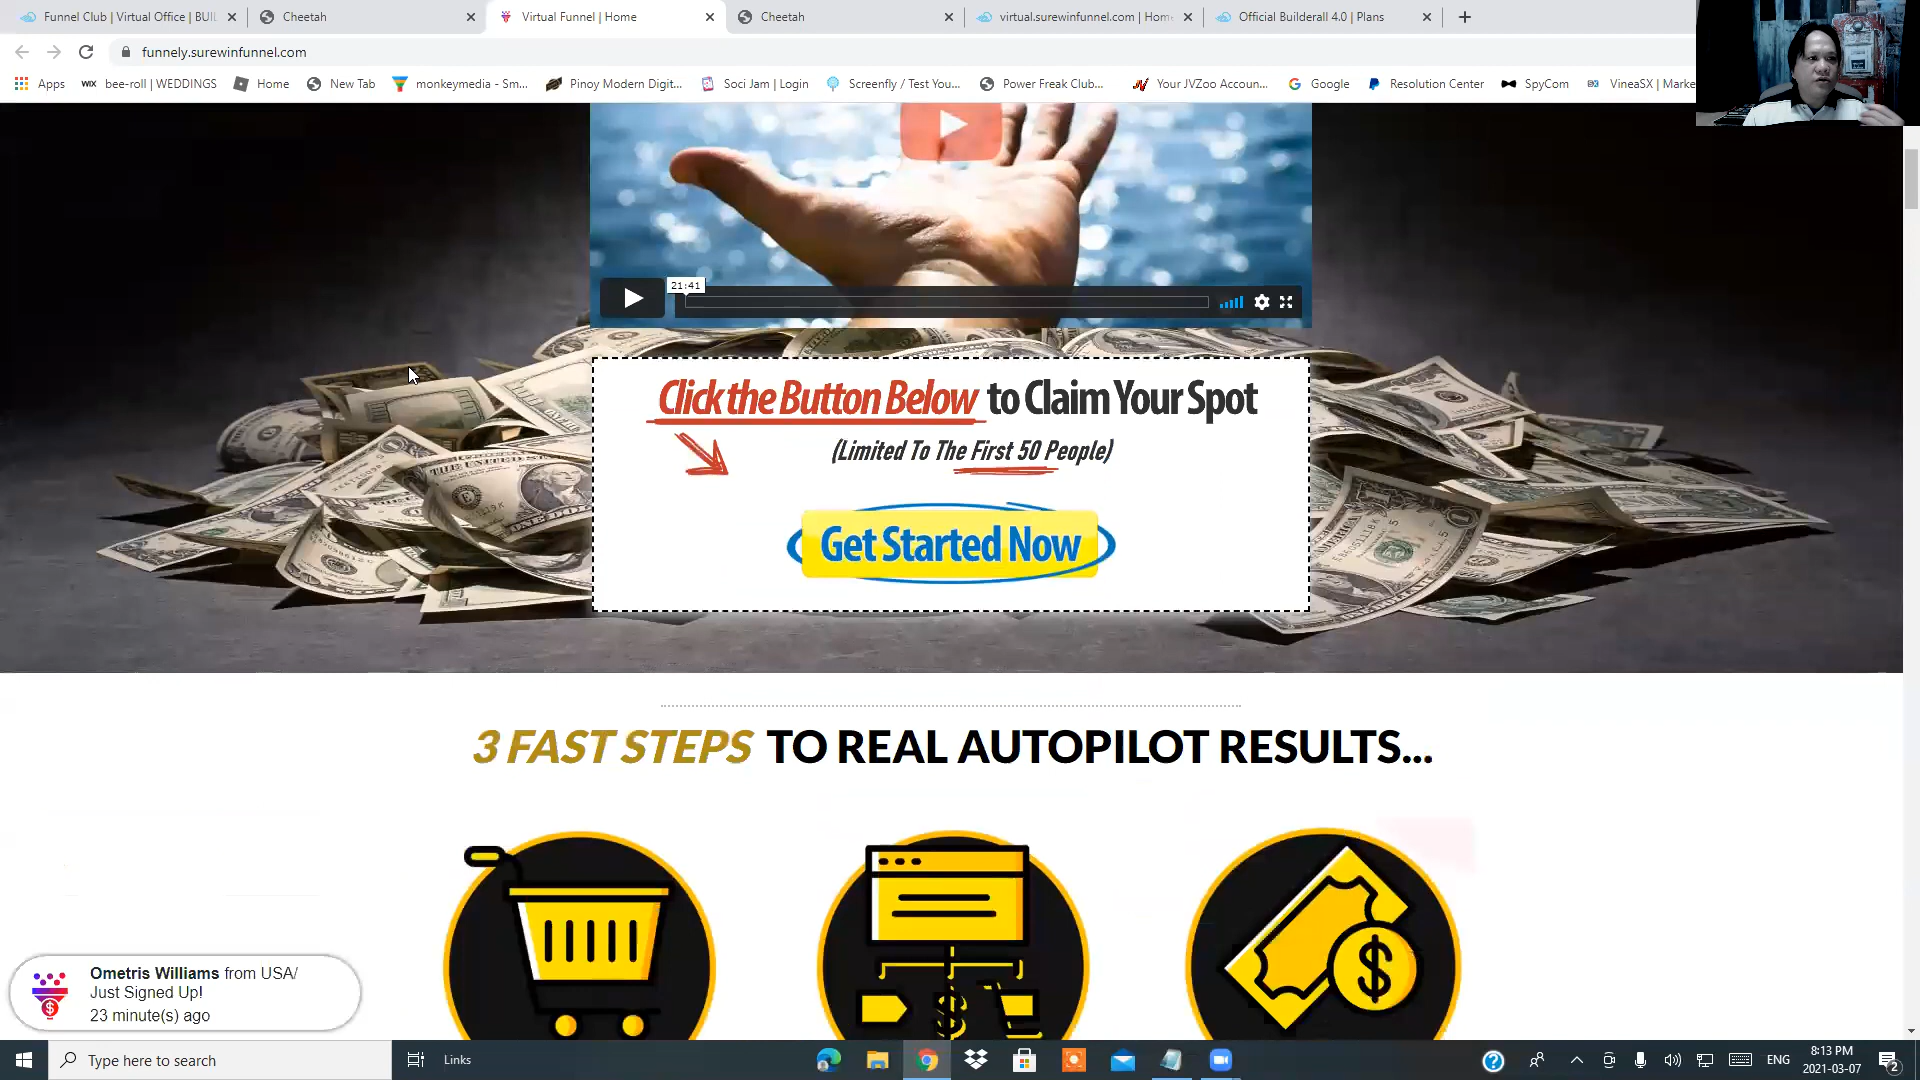 Funnel Club | Virtual Office | BUIL
Cheetah
Virtual Funnel | Home
Cheetah
virtual.surewinfunnel.com | Home
Official Builderall 4.0 | Plans
funnely.surewinfunnel.com
Apps
WiX bee-roll | WEDDINGS
Home
New Tab
monkeymedia - Sm...
Pinoy Modern Digit...
Soci Jam | Login
Screenfly / Test You...
Power Freak Club...
Your JVZoo Accoun...
Google
Resolution Center
SpyCom
SX VineaSX | Marke
21:41
Click the Button Below to Claim Your Spot
(Limited To The First 50 People)
Get Started Now
3 FAST STEPS TO REAL AUTOPILOT RESULTS...
Ometris Williams from USA/
Just Signed Up!
23 minute(s) ago
Type here to search
Links
ENG
8:13 PM
2021-03-07
2